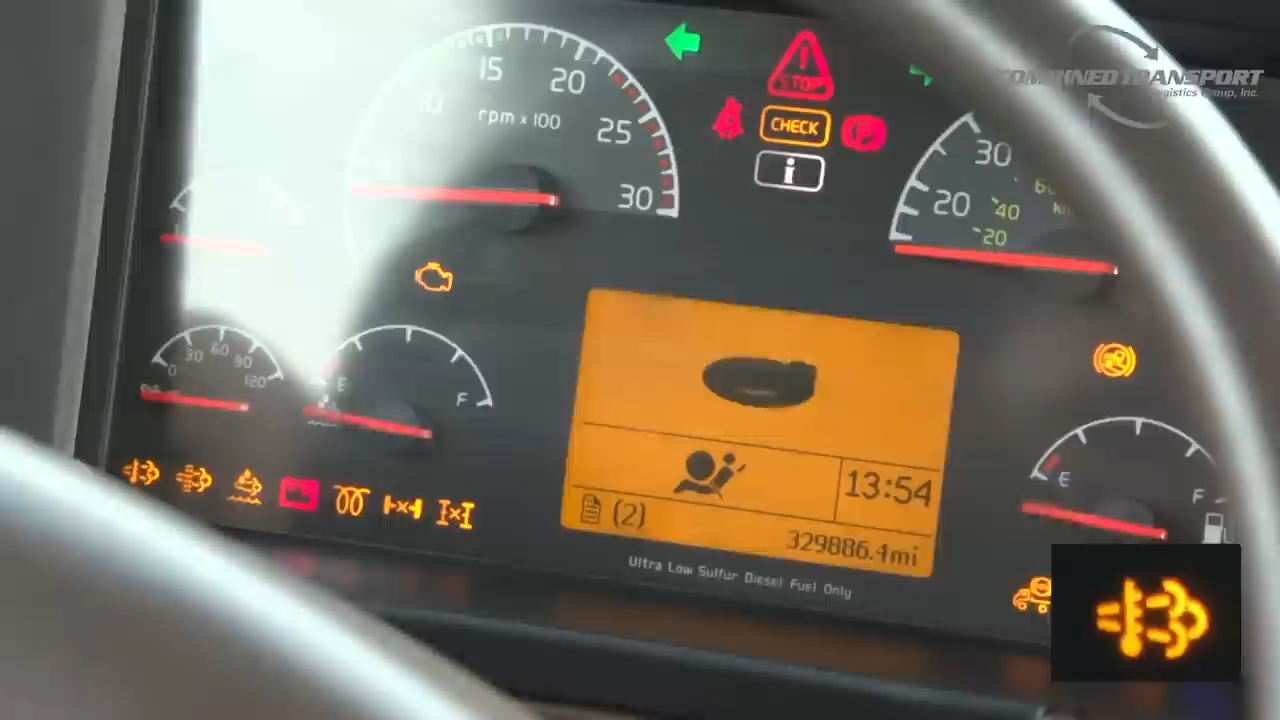 15
20
10
rpm x 100
25
30
STOP
CHECK
P
i
COMBINED TRANSPORT
Logistics Group, Inc.
30
20
40
20
0
30
60
90
120
E
F
13:54
(2)
329886.4mi
Ultra Low Sulfur Diesel Fuel Only
E
F